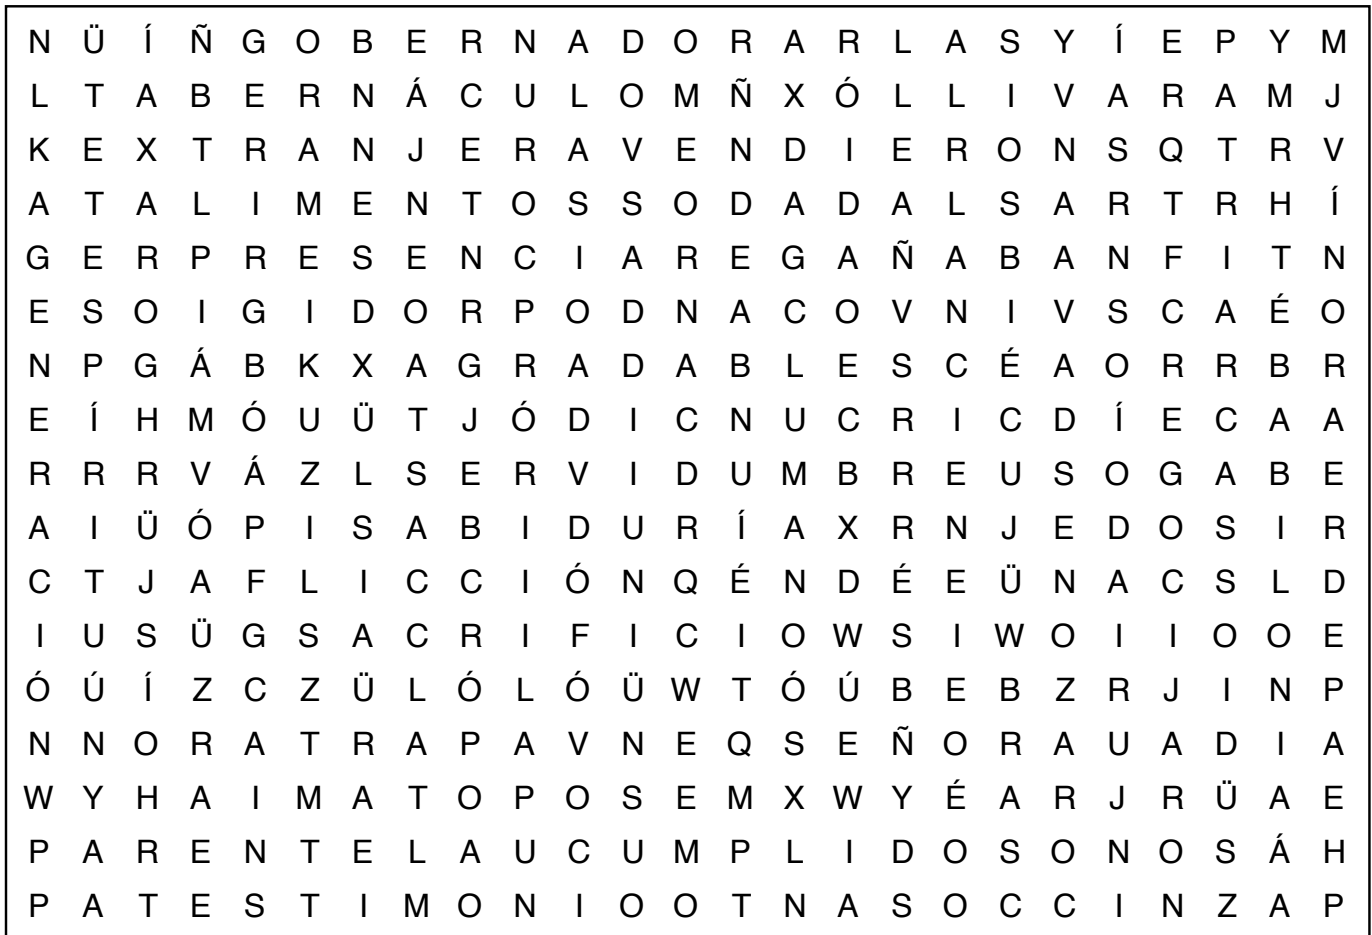 N Ü Í Ñ G O B E R N A D O R A R L A S Y Í E P Y M
L T A B E R N Á C U L O M Ñ X Ó L L I V A R A M J
K E X T R A N J E R A V E N D I E R O N S Q T R V
A T A L I M E N T O S S O D A D A L S A R T R H Í
G E R P R E S E N C I A R E G A Ñ A B A N F I T N
E S O I G I D O R P O D N A C O V N I V S C A É O
N P G Á B K X A G R A D A B L E S C É A O R R B R
E Í H M Ó U Ü T J Ó D I C N U C R I C D Í E C A A
R R R V Á Z L S E R V I D U M B R E U S O G A B E
A I Ü Ó P I S A B I D U R Í A X R N J E D O S I R
C T J A F L I C C I Ó N Q É N D É E Ü N A C S L D
I U S Ü G S A C R I F I C I O W S I W O I I O O E
Ó Ú Í Z C Z Ü L Ó L Ó Ü W T Ó Ú B E B Z R J I N P
N N O R A T R A P A V N E Q S E Ñ O R A U A D I A
W Y H A I M A T O P O S E M X W Y É A R J R Ü A E
P A R E N T E L A U C U M P L I D O S O N O S Á H
P A T E S T I M O N I O O T N A S O C C I N Z A P